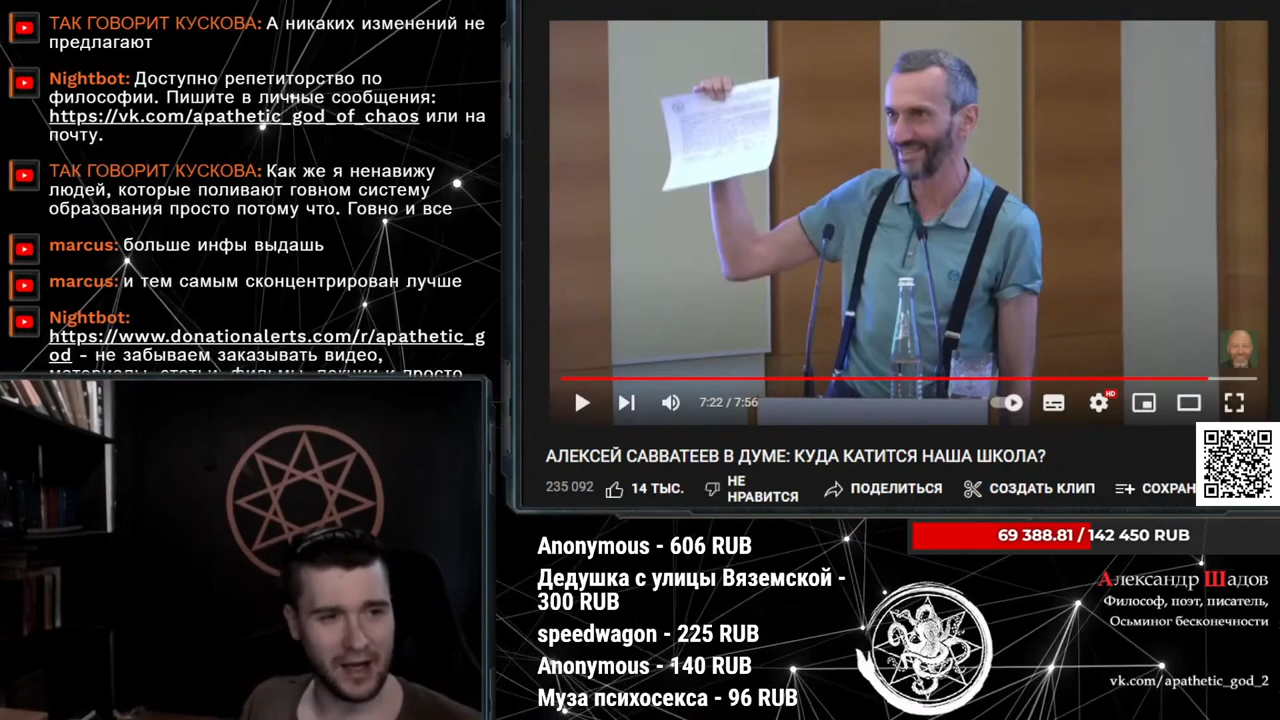 ТАК ГОВОРИТ КУСКОВА: А никаких изменений не
предлагают
Nightbot: Доступно репетиторство по
философии. Пишите в личные сообщения:
https://vk.com/apathetic_god_of_chaos или на
почту.
ТАК ГОВОРИТ КУСКОВА: Как же я ненавижу
людей, которые поливают говном систему
образования просто потому что. Говно и все
marcus: больше инфы выдашь
marcus: и тем самым сконцентрирован лучше
Nightbot:
https://www.donationalerts.com/r/apathetic_g
od - не забываем заказывать видео,
7:22 / 7:56
HD
АЛЕКСЕЙ САВВАТЕЕВ В ДУМЕ: КУДА КАТИТСЯ НАША ШКОЛА?
235 092
14 ТЫС.
НЕ
НРАВИТСЯ
ПОДЕЛИТЬСЯ
СОЗДАТЬ КЛИП
СОХРАН
69 388.81 / 142 450 RUB
Anonymous - 606 RUB
Дедушка с улицы Вяземской -
300 RUB
speedwagon - 225 RUB
Anonymous - 140 RUB
Муза психосекса - 96 RUB
Александр Шадов
Философ, поэт, писатель,
Осьминог бесконечности
vk.com/apathetic_god_2